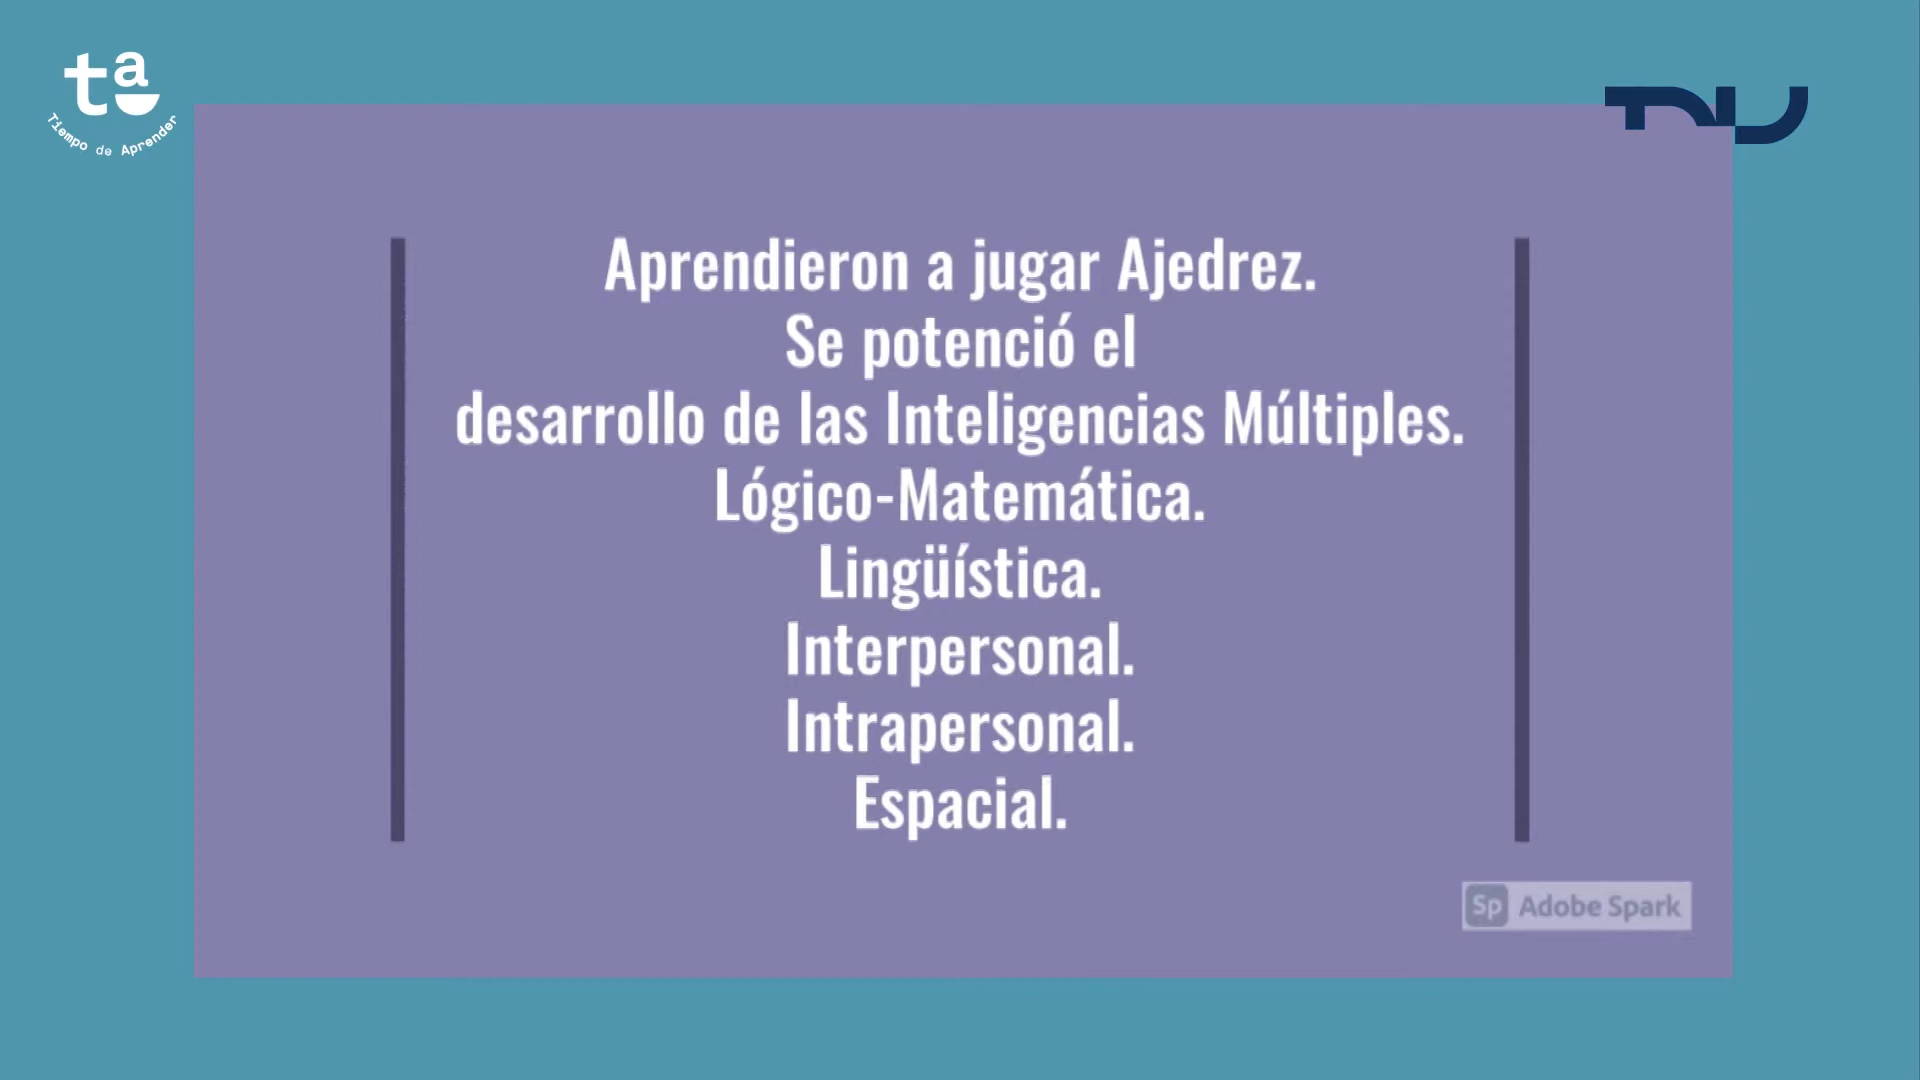 ta
Tiempo de Aprender
Aprendieron a jugar Ajedrez.
Se potenció el
desarrollo de las Inteligencias Múltiples.
Lógico-Matemática.
Lingüística.
Interpersonal.
Intrapersonal.
Espacial.
Sp Adobe Spark